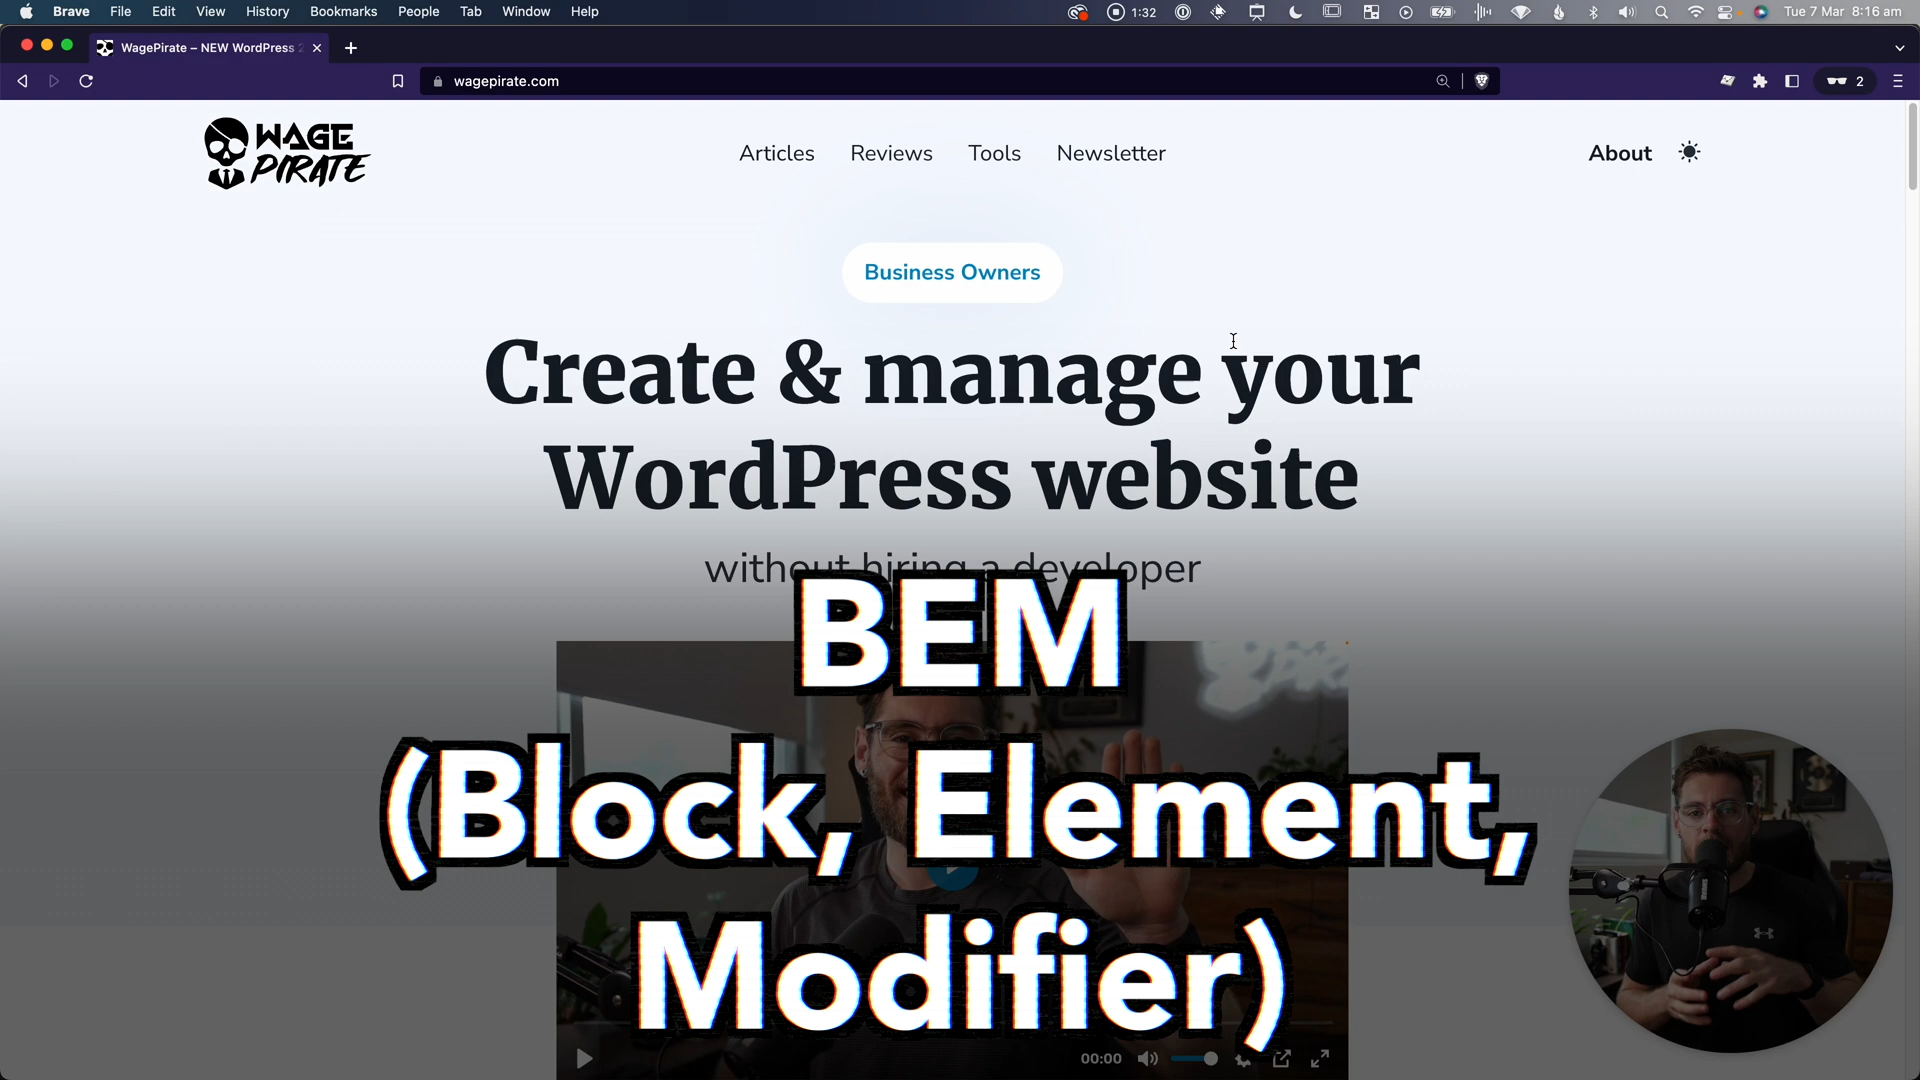 Brave File Edit View History Bookmarks People Tab Window Help 1:32 Tue 7 Mar 8:16 am
WagePirate – NEW WordPress
wagepirate.com 2
WAGE
PIRATE
Articles Reviews Tools Newsletter About
Business Owners
Create & manage your
WordPress website
without hiring a developer
BEM
(Block, Element,
Modifier)
00:00